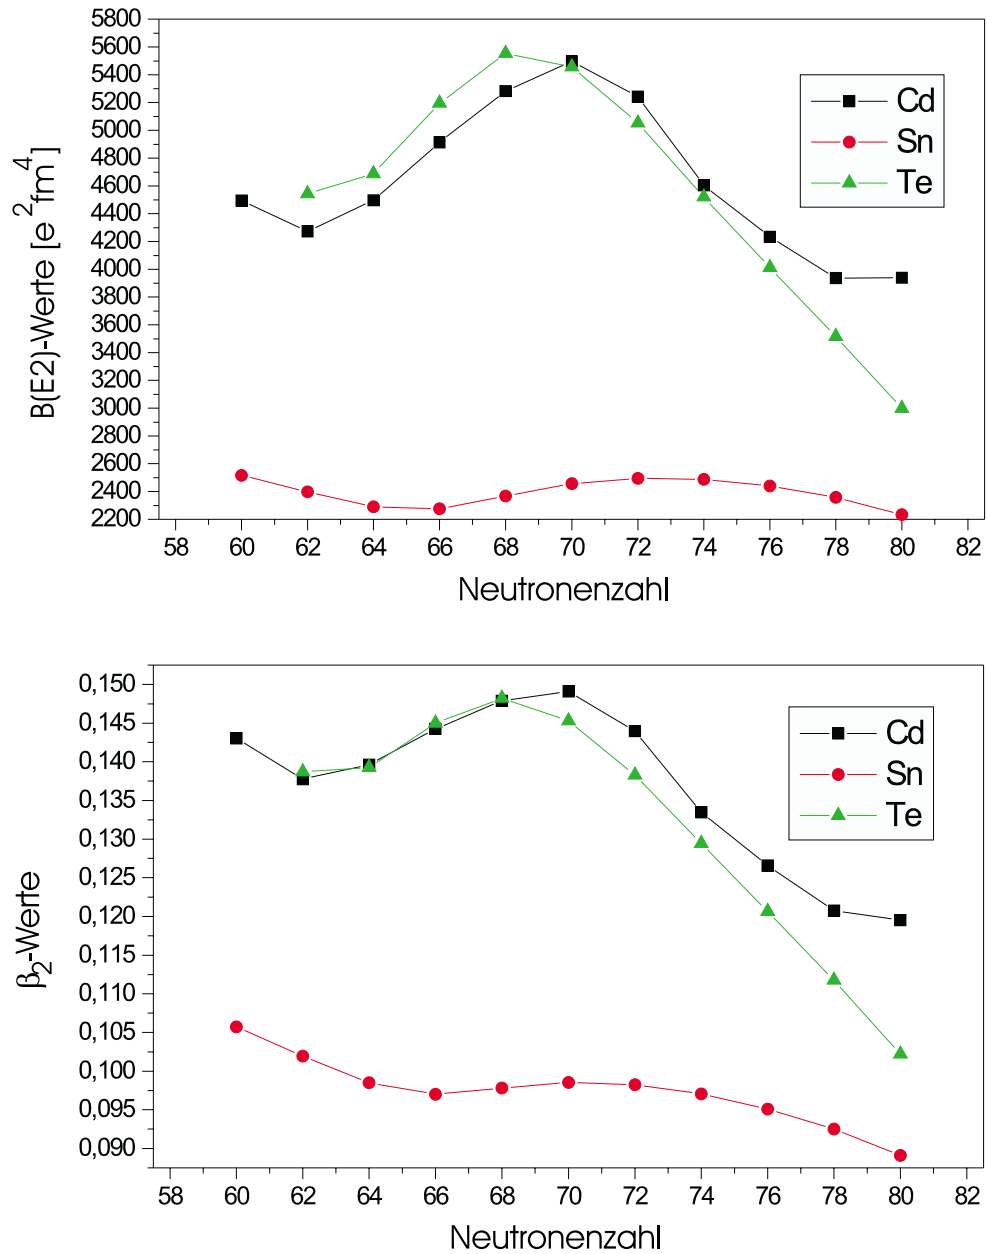 5800
5600
5400
5200
5000
4800
4600
4400
4200
4000
3800
3600
3400
3200
3000
2800
2600
2400
2200
B(E2)-Werte [e²fm⁴]
Cd
Sn
Te
58 60 62 64 66 68 70 72 74 76 78 80 82
Neutronenzahl
0,150
0,145
0,140
0,135
0,130
0,125
0,120
0,115
0,110
0,105
0,100
0,095
0,090
β₂-Werte
Cd
Sn
Te
58 60 62 64 66 68 70 72 74 76 78 80 82
Neutronenzahl